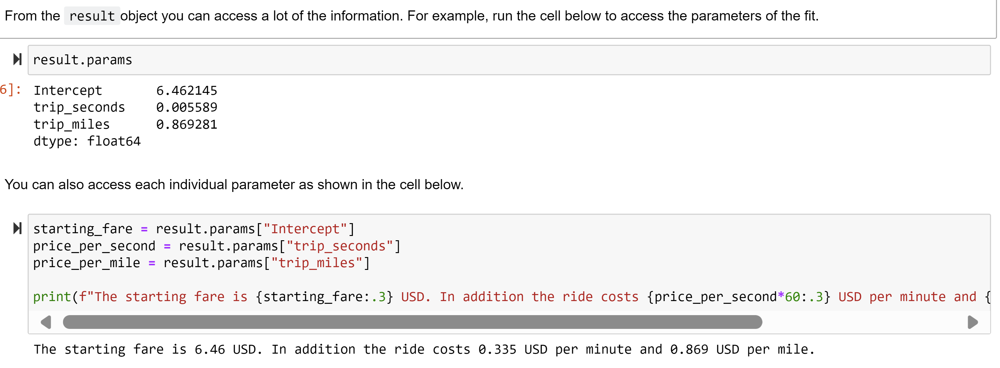 From the result object you can access a lot of the information. For example, run the cell below to access the parameters of the fit.
result.params
6]:
Intercept 6.462145
trip_seconds 0.005589
trip_miles 0.869281
dtype: float64
You can also access each individual parameter as shown in the cell below.
starting_fare = result.params["Intercept"]
price_per_second = result.params["trip_seconds"]
price_per_mile = result.params["trip_miles"]
print(f"The starting fare is {starting_fare:.3} USD. In addition the ride costs {price_per_second*60:.3} USD per minute and {
The starting fare is 6.46 USD. In addition the ride costs 0.335 USD per minute and 0.869 USD per mile.